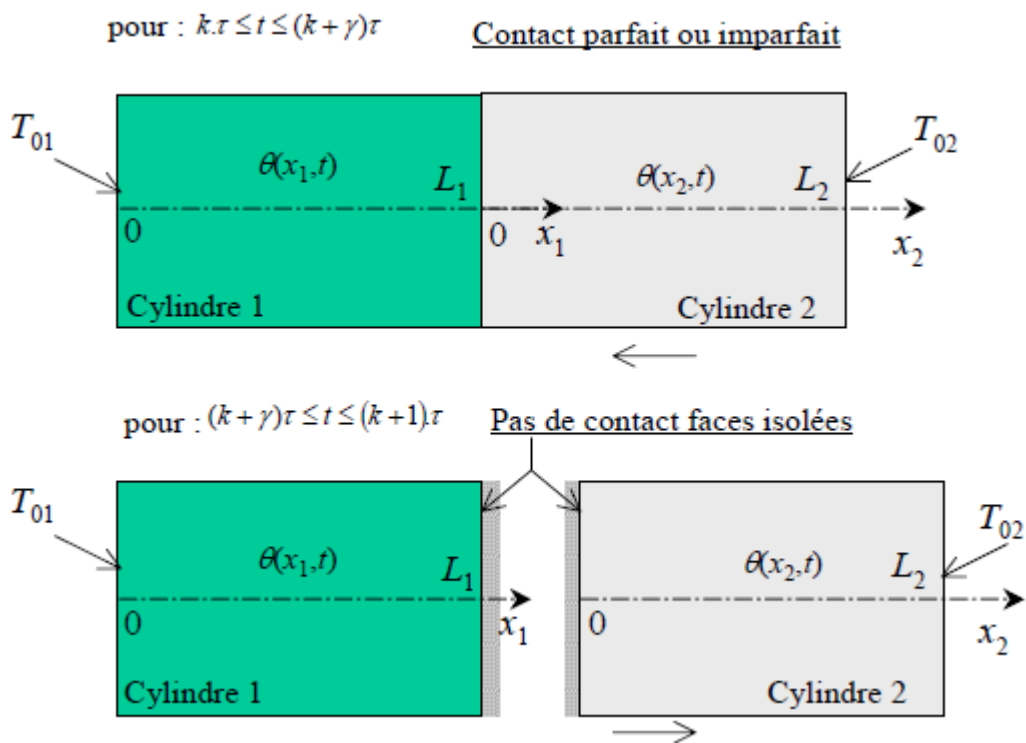 pour : k.τ ≤ t ≤ (k + γ)τ Contact parfait ou imparfait
T₀₁ T₀₂
θ(x₁,t) L₁ θ(x₂,t) L₂
0 0 x₁ x₂
Cylindre 1 Cylindre 2
pour : (k + γ)τ ≤ t ≤ (k + 1).τ Pas de contact faces isolées
T₀₁ T₀₂
θ(x₁,t) L₁ θ(x₂,t) L₂
0 x₁ 0 x₂
Cylindre 1 Cylindre 2